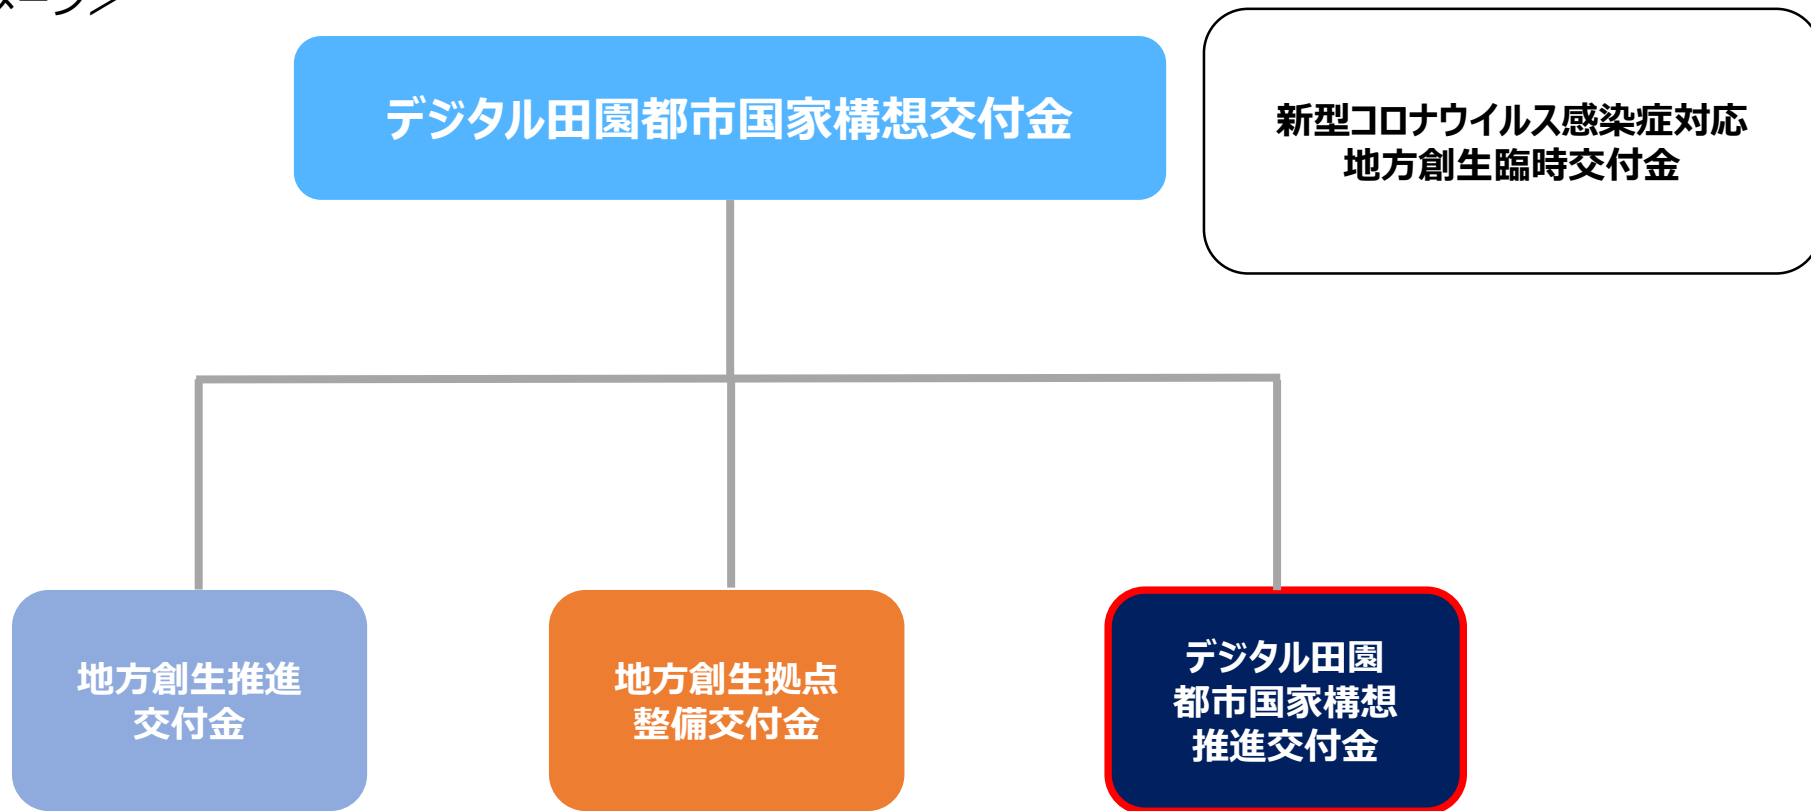 デジタル田園都市国家構想交付金
新型コロナウイルス感染症対応
地方創生臨時交付金
地方創生推進
交付金
地方創生拠点
整備交付金
デジタル田園
都市国家構想
推進交付金